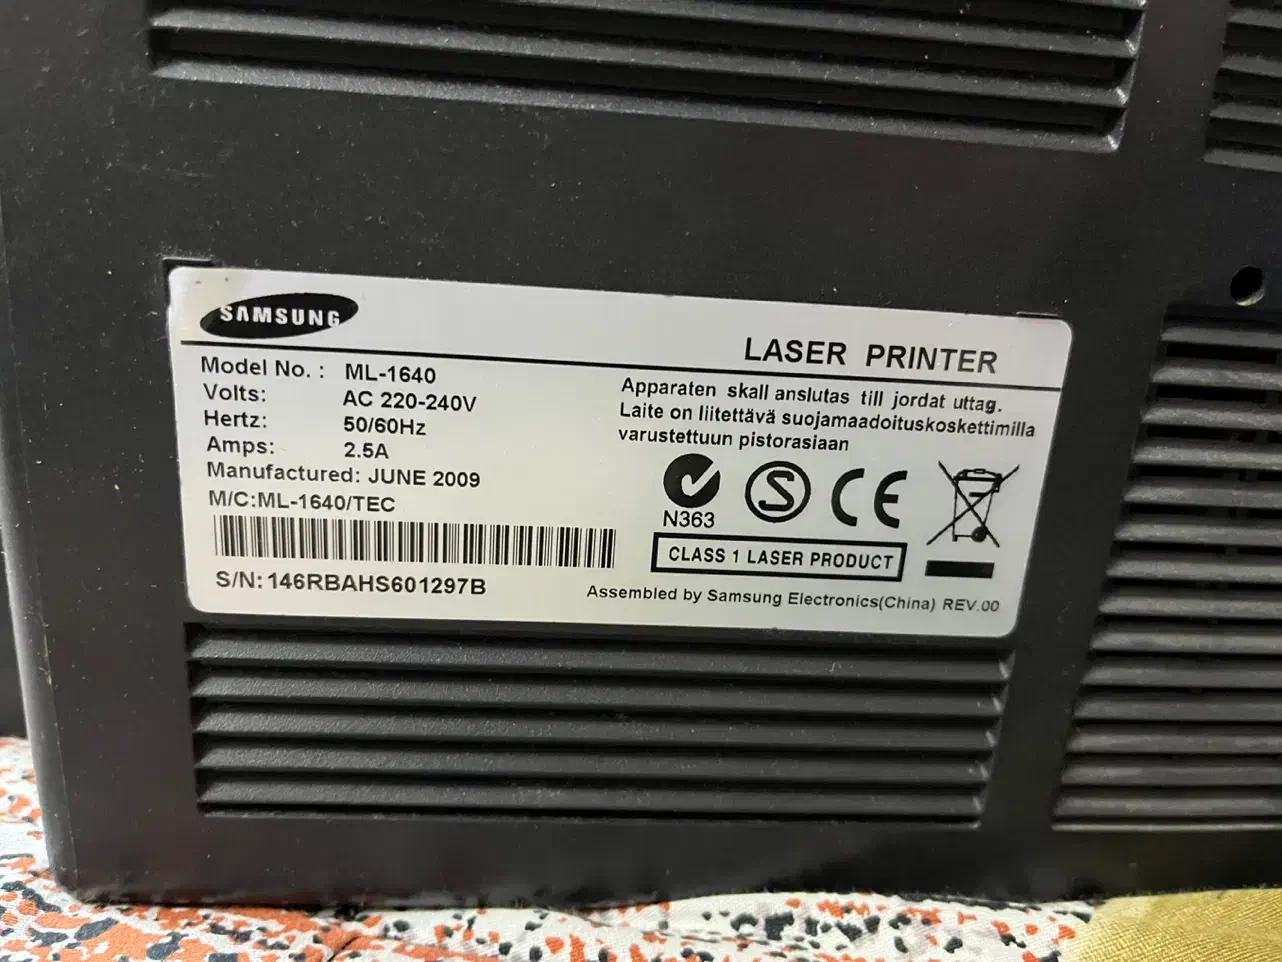 SAMSUNG
LASER PRINTER
Model No. : ML-1640
Volts: AC 220-240V
Hertz: 50/60Hz
Amps: 2.5A
Manufactured: JUNE 2009
M/C:ML-1640/TEC
S/N:146RBAHS601297B
Apparaten skall anslutas till jordat uttag.
Laite on liitettävä suojamaadoituskoskettimilla
varustettuun pistorasiaan
N363
S
CE
CLASS 1 LASER PRODUCT
Assembled by Samsung Electronics(China) REV.00